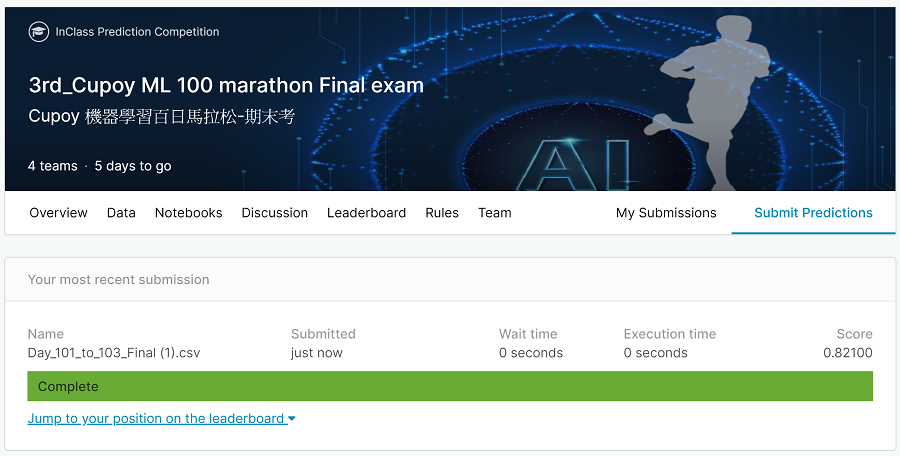 InClass Prediction Competition
3rd_Cupoy ML 100 marathon Final exam
Cupoy 機器學習百日馬拉松-期末考
4 teams · 5 days to go
AI
Overview Data Notebooks Discussion Leaderboard Rules Team My Submissions Submit Predictions
Your most recent submission
Name Submitted Wait time Execution time Score
Day_101_to_103_Final (1).csv just now 0 seconds 0 seconds 0.82100
Complete
Jump to your position on the leaderboard